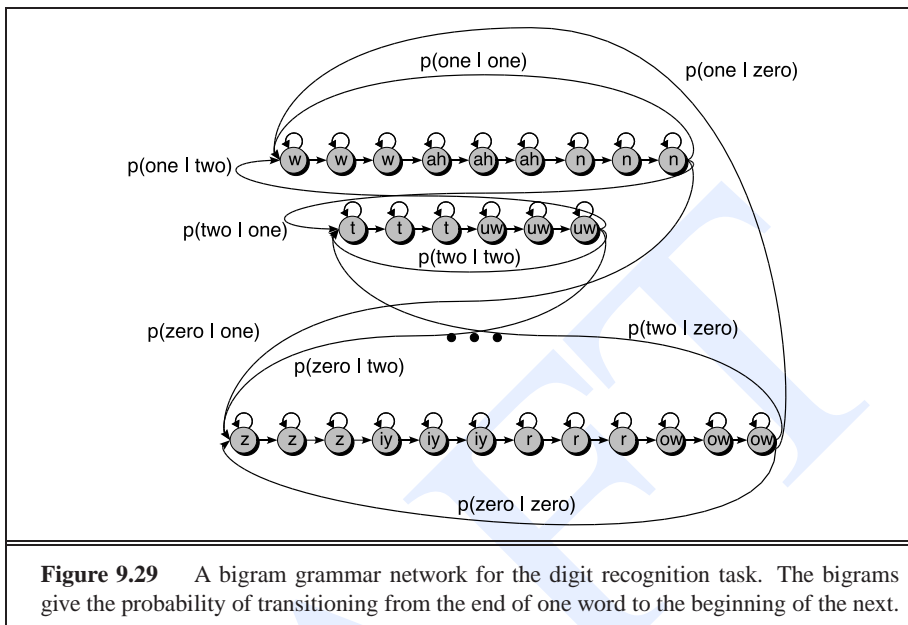 p(one | one)
p(one | zero)
w w w ah ah ah n n n
p(one | two)
t t t uw uw uw
p(two | one)
p(two | two)
p(zero | one)
p(two | zero)
p(zero | two)
z z z iy iy iy r r r ow ow ow
p(zero | zero)
Figure 9.29 A bigram grammar network for the digit recognition task. The bigrams
give the probability of transitioning from the end of one word to the beginning of the next.